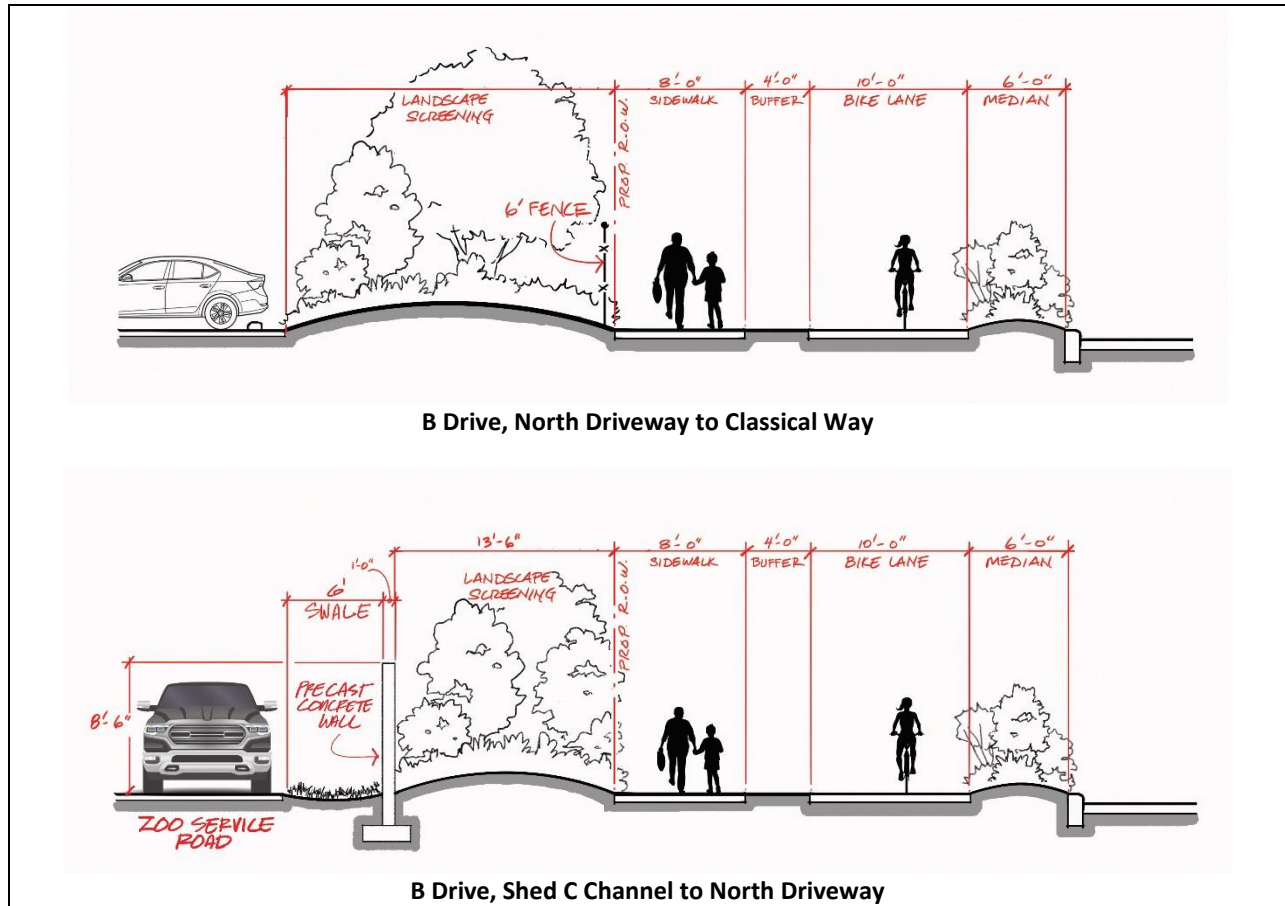 8'-0"
4'-0"
10'-0"
6'-0"
LANDSCAPE
SCREENING
SIDEWALK
BUFFER
BIKE LANE
MEDIAN
PROP. R.O.W.
6' FENCE
B Drive, North Driveway to Classical Way
13'-6"
8'-0"
4'-0"
10'-0"
6'-0"
1'-0"
6'
SWALE
LANDSCAPE
SCREENING
SIDEWALK
BUFFER
BIKE LANE
MEDIAN
PROP. R.O.W.
8'-6"
PRECAST
CONCRETE
WALL
ZOO SERVICE
ROAD
B Drive, Shed C Channel to North Driveway